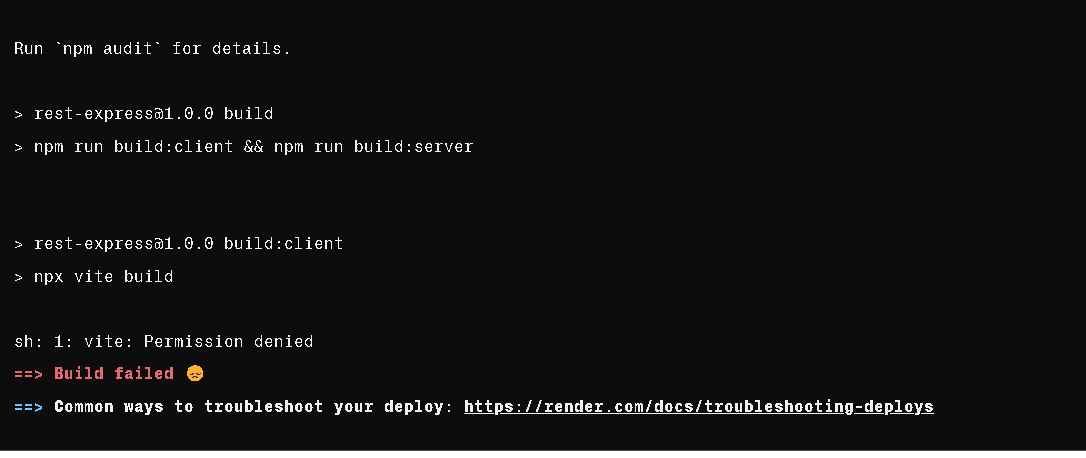 Run `npm audit` for details.
> rest-express@1.0.0 build
> npm run build:client && npm run build:server
> rest-express@1.0.0 build:client
> npx vite build
sh: 1: vite: Permission denied
==> Build failed 😞
==> Common ways to troubleshoot your deploy: https://render.com/docs/troubleshooting-deploys